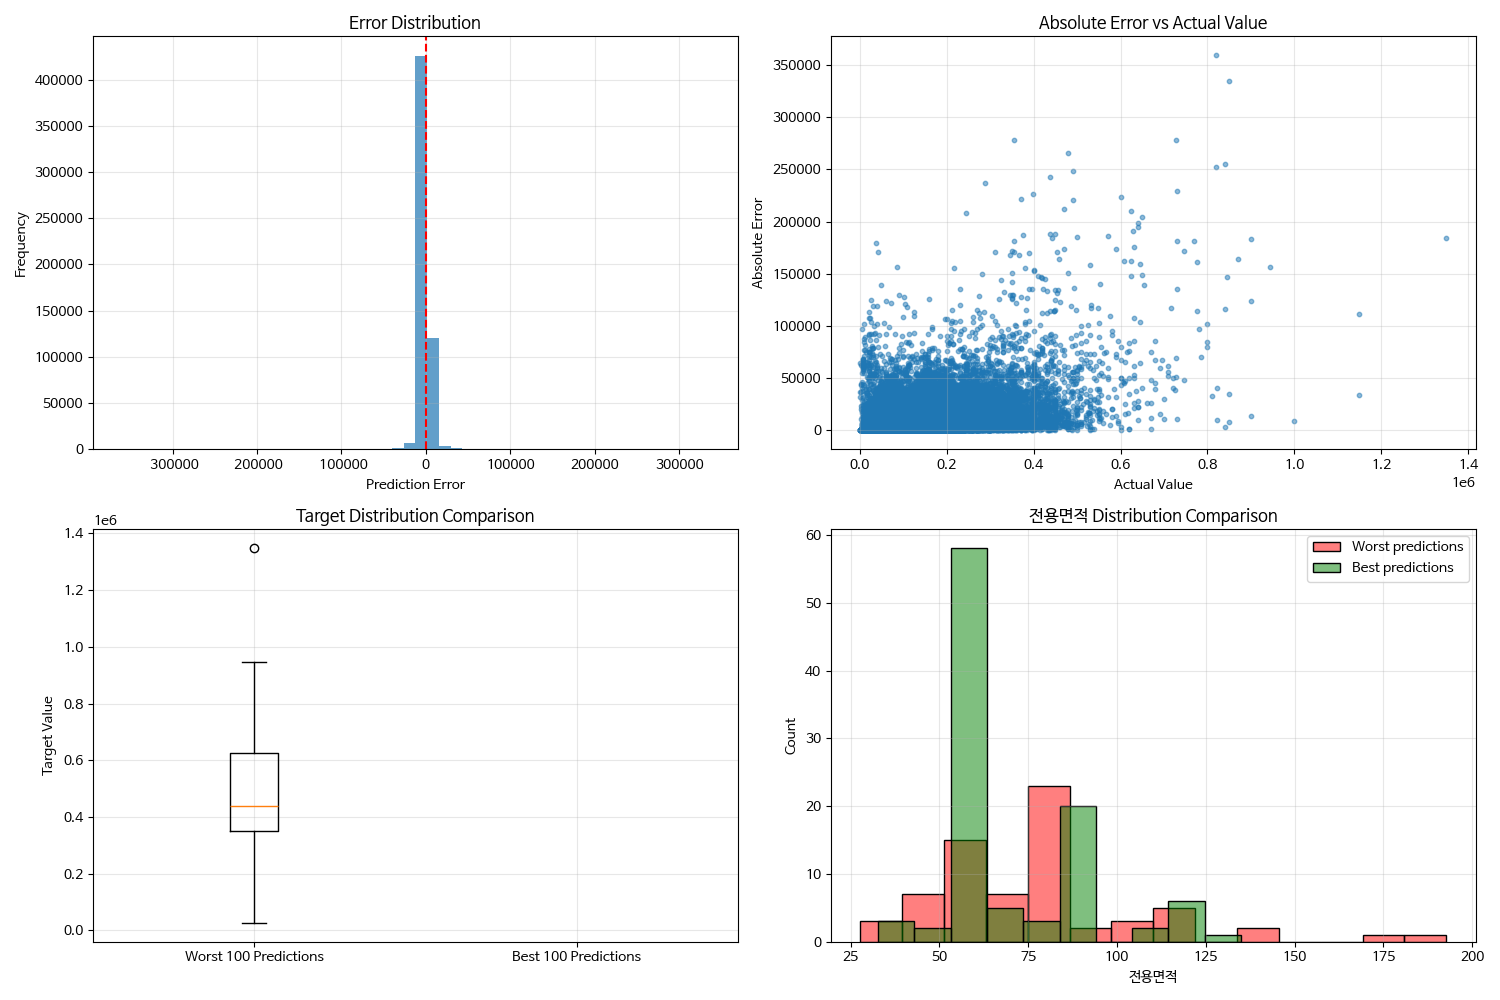 Error Distribution
Frequency
400000
350000
300000
250000
200000
150000
100000
50000
0
300000 200000 100000 0 100000 200000 300000
Prediction Error
Absolute Error vs Actual Value
Absolute Error
350000
300000
250000
200000
150000
100000
50000
0
0.0 0.2 0.4 0.6 0.8 1.0 1.2 1.4
1e6
Actual Value
Target Distribution Comparison
1e6
Target Value
1.4
1.2
1.0
0.8
0.6
0.4
0.2
0.0
Worst 100 Predictions Best 100 Predictions
전용면적 Distribution Comparison
Worst predictions
Best predictions
Count
60
50
40
30
20
10
0
25 50 75 100 125 150 175 200
전용면적